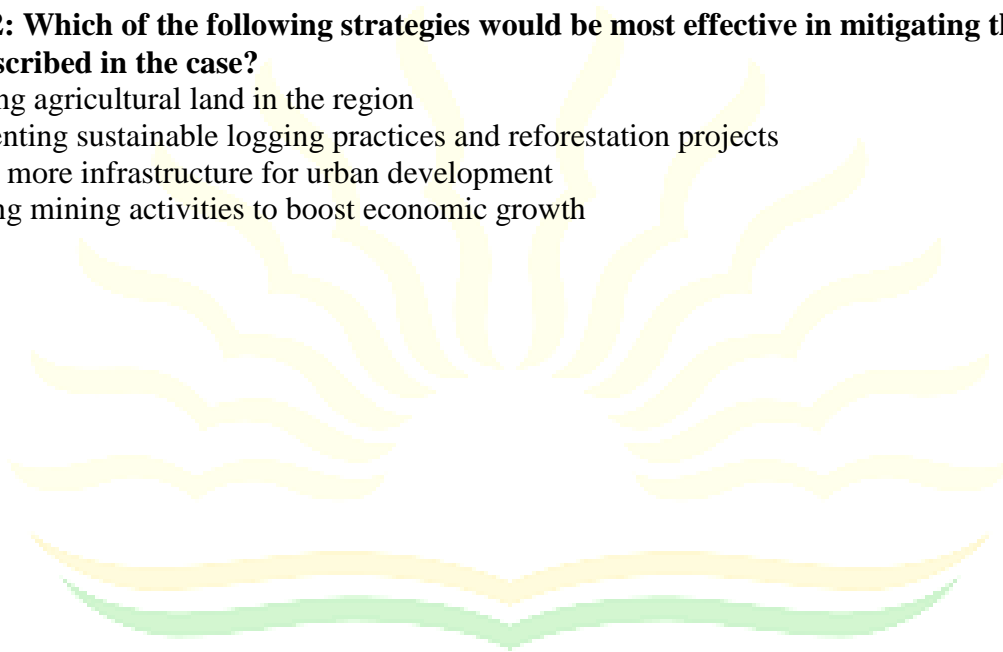 2: Which of the following strategies would be most effective in mitigating th
scribed in the case?
ng agricultural land in the region
enting sustainable logging practices and reforestation projects
more infrastructure for urban development
ng mining activities to boost economic growth